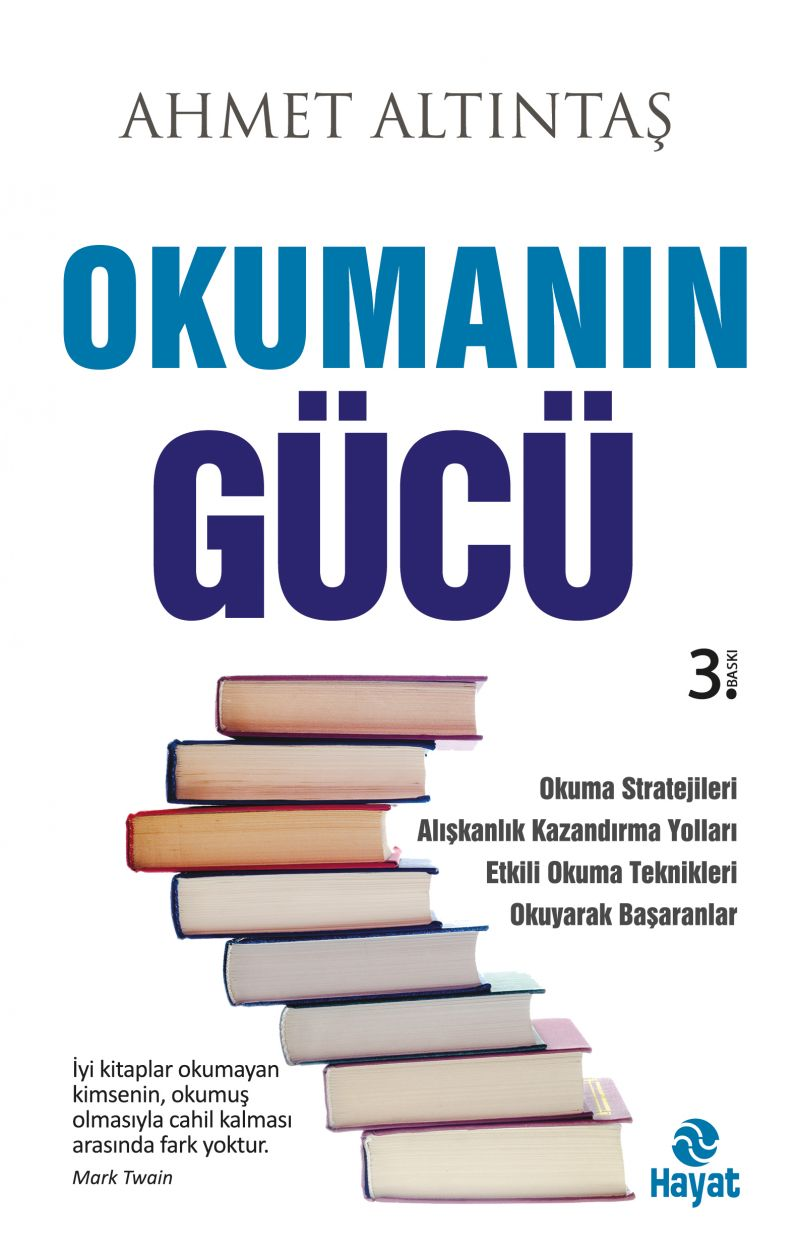 AHMET ALTINTAŞ
OKUMANIN
GÜCÜ
3.
BASKI
Okuma Stratejileri
Alışkanlık Kazandırma Yolları
Etkili Okuma Teknikleri
Okuyarak Başaranlar
İyi kitaplar okumayan
kimsenin, okumuş
olmasıyla cahil kalması
arasında fark yoktur.
Mark Twain
Hayat